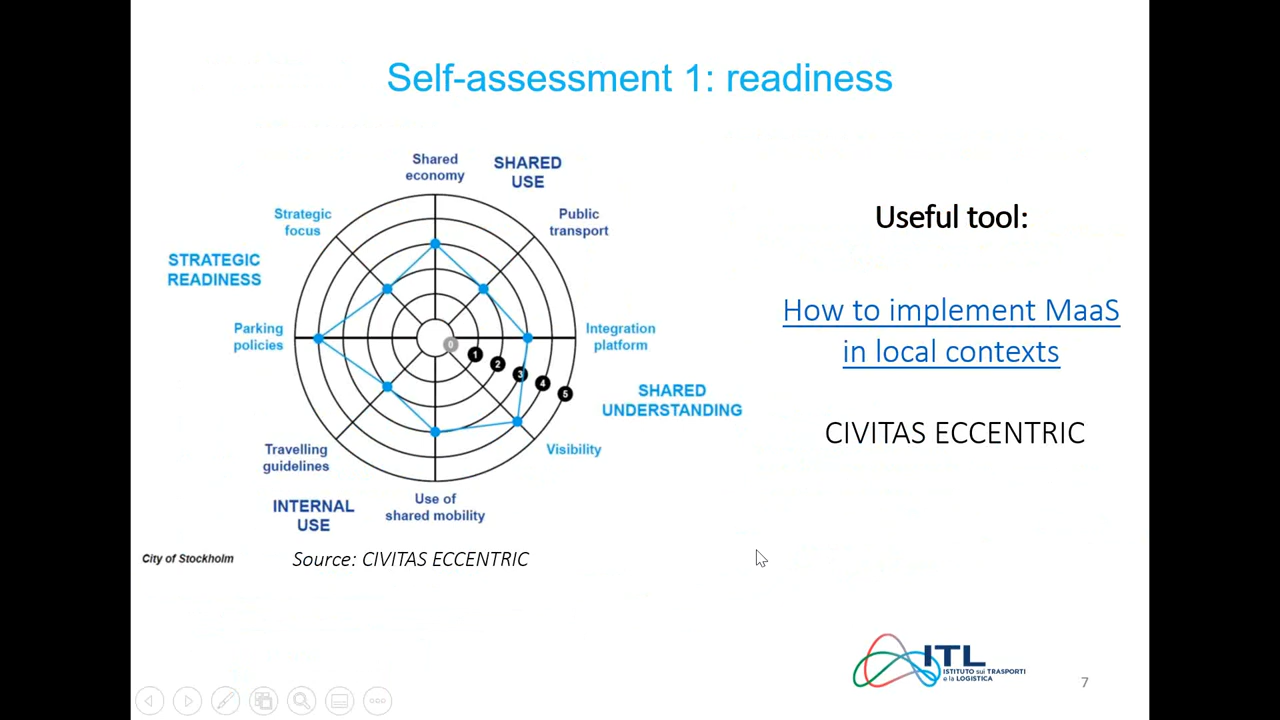 Self-assessment 1: readiness
Shared
economy
SHARED
USE
Strategic
focus
Public
transport
STRATEGIC
READINESS
Parking
policies
Integration
platform
0
1
2
3
4
5
SHARED
UNDERSTANDING
Travelling
guidelines
Visibility
INTERNAL
USE
Use of
shared mobility
City of Stockholm
Source: CIVITAS ECCENTRIC
Useful tool:
How to implement MaaS
in local contexts
CIVITAS ECCENTRIC
ITL
ISTITUTO sui TRASPORTI
e la LOGISTICA
7